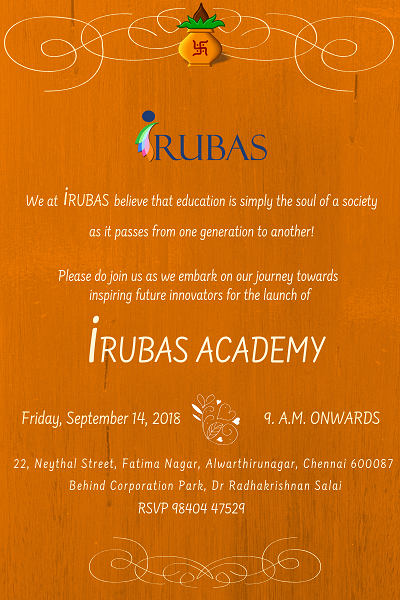 iRUBAS
We at iRUBAS believe that education is simply the soul of a society
as it passes from one generation to another!
Please do join us as we embark on our journey towards
inspiring future innovators for the launch of
iRUBAS ACADEMY
Friday, September 14, 2018
9. A.M. ONWARDS
22, Neythal Street, Fatima Nagar, Alwarthirunagar, Chennai 600087
Behind Corporation Park, Dr Radhakrishnan Salai
RSVP 98404 47529